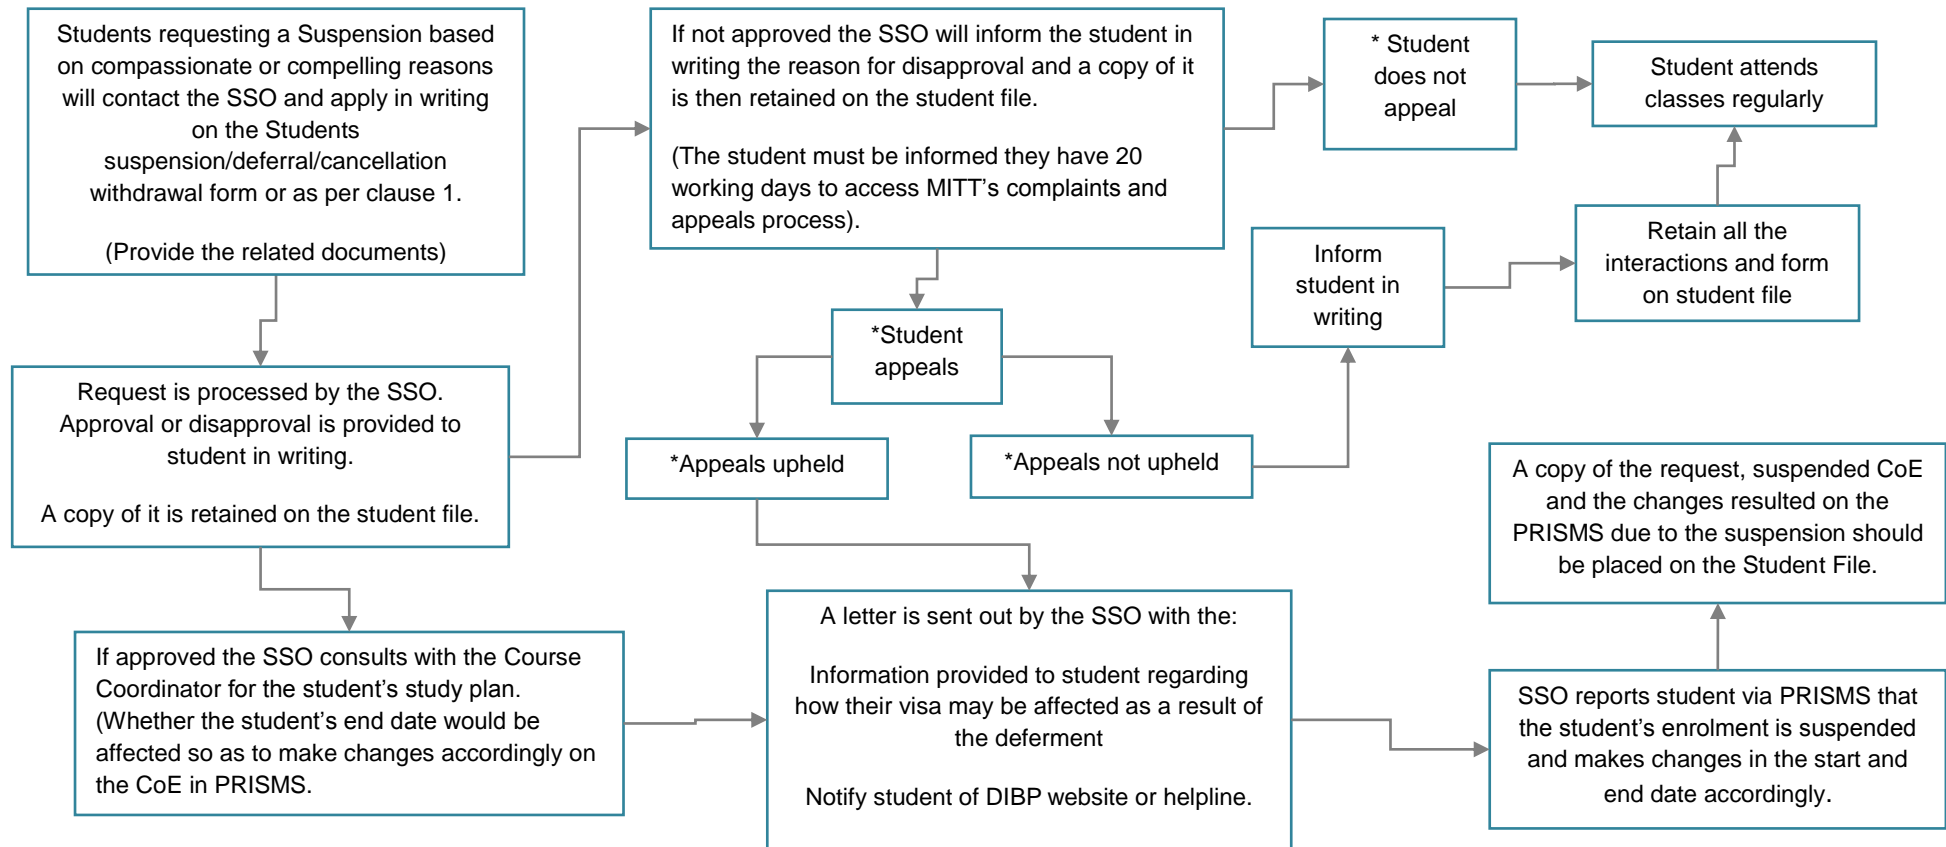 Students requesting a Suspension based
on compassionate or compelling reasons
will contact the SSO and apply in writing
on the Students
suspension/deferral/cancellation
withdrawal form or as per clause 1.
(Provide the related documents)
If not approved the SSO will inform the student in
writing the reason for disapproval and a copy of it
is then retained on the student file.
(The student must be informed they have 20
working days to access MITT’s complaints and
appeals process).
* Student
does not
appeal
Student attends
classes regularly
Inform
student in
writing
Retain all the
interactions and form
on student file
*Student
appeals
Request is processed by the SSO.
Approval or disapproval is provided to
student in writing.
A copy of it is retained on the student file.
*Appeals upheld
*Appeals not upheld
A copy of the request, suspended CoE
and the changes resulted on the
PRISMS due to the suspension should
be placed on the Student File.
If approved the SSO consults with the Course
Coordinator for the student’s study plan.
(Whether the student’s end date would be
affected so as to make changes accordingly on
the CoE in PRISMS.
A letter is sent out by the SSO with the:
Information provided to student regarding
how their visa may be affected as a result of
the deferment
Notify student of DIBP website or helpline.
SSO reports student via PRISMS that
the student’s enrolment is suspended
and makes changes in the start and
end date accordingly.